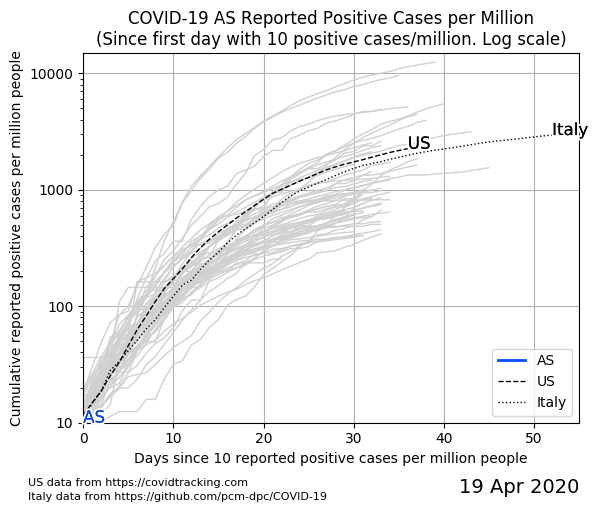 COVID-19 AS Reported Positive Cases per Million
(Since first day with 10 positive cases/million. Log scale)
Cumulative reported positive cases per million people
10000
1000
100
10
US
Italy
AS
AS
US
Italy
0
10
20
30
40
50
Days since 10 reported positive cases per million people
US data from https://covidtracking.com
Italy data from https://github.com/pcm-dpc/COVID-19
19 Apr 2020